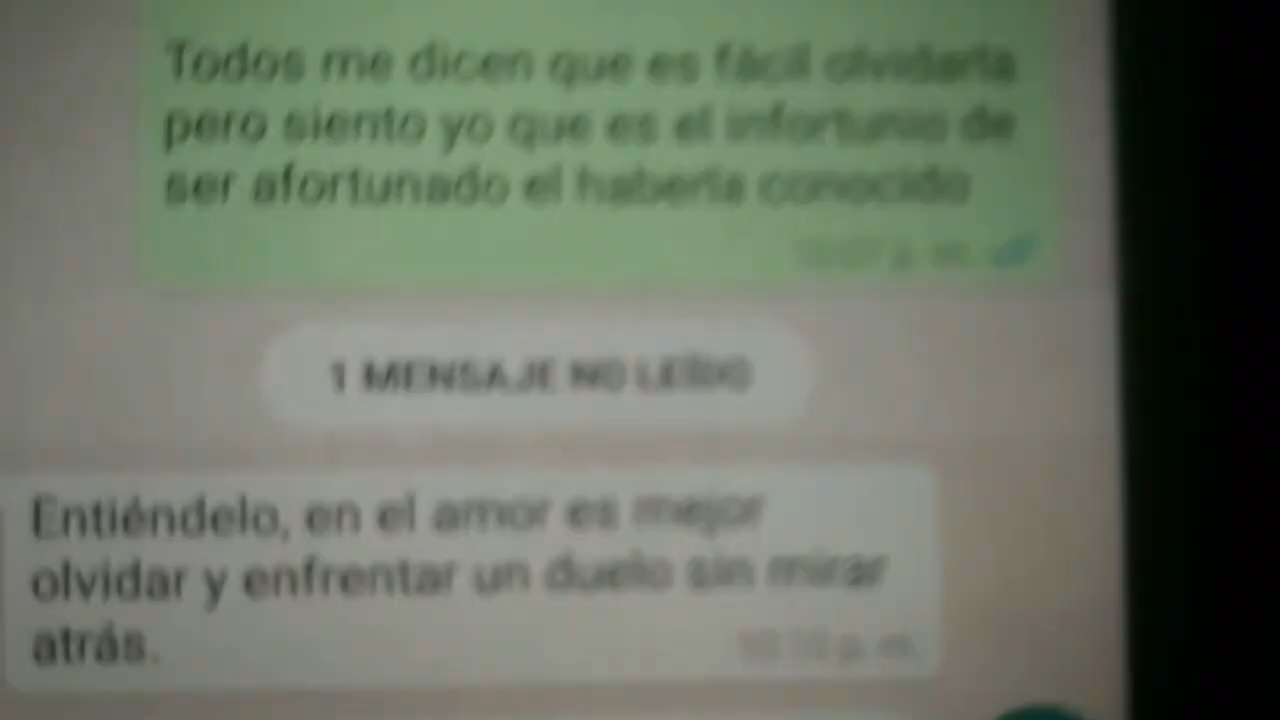 Todos me dicen que es fácil olvidarla
pero siento yo que es el infortunio de
ser afortunado el haberla conocido
1 MENSAJE NO LEÍDO
Entiéndelo, en el amor es mejor
olvidar y enfrentar un duelo sin mirar
atrás.